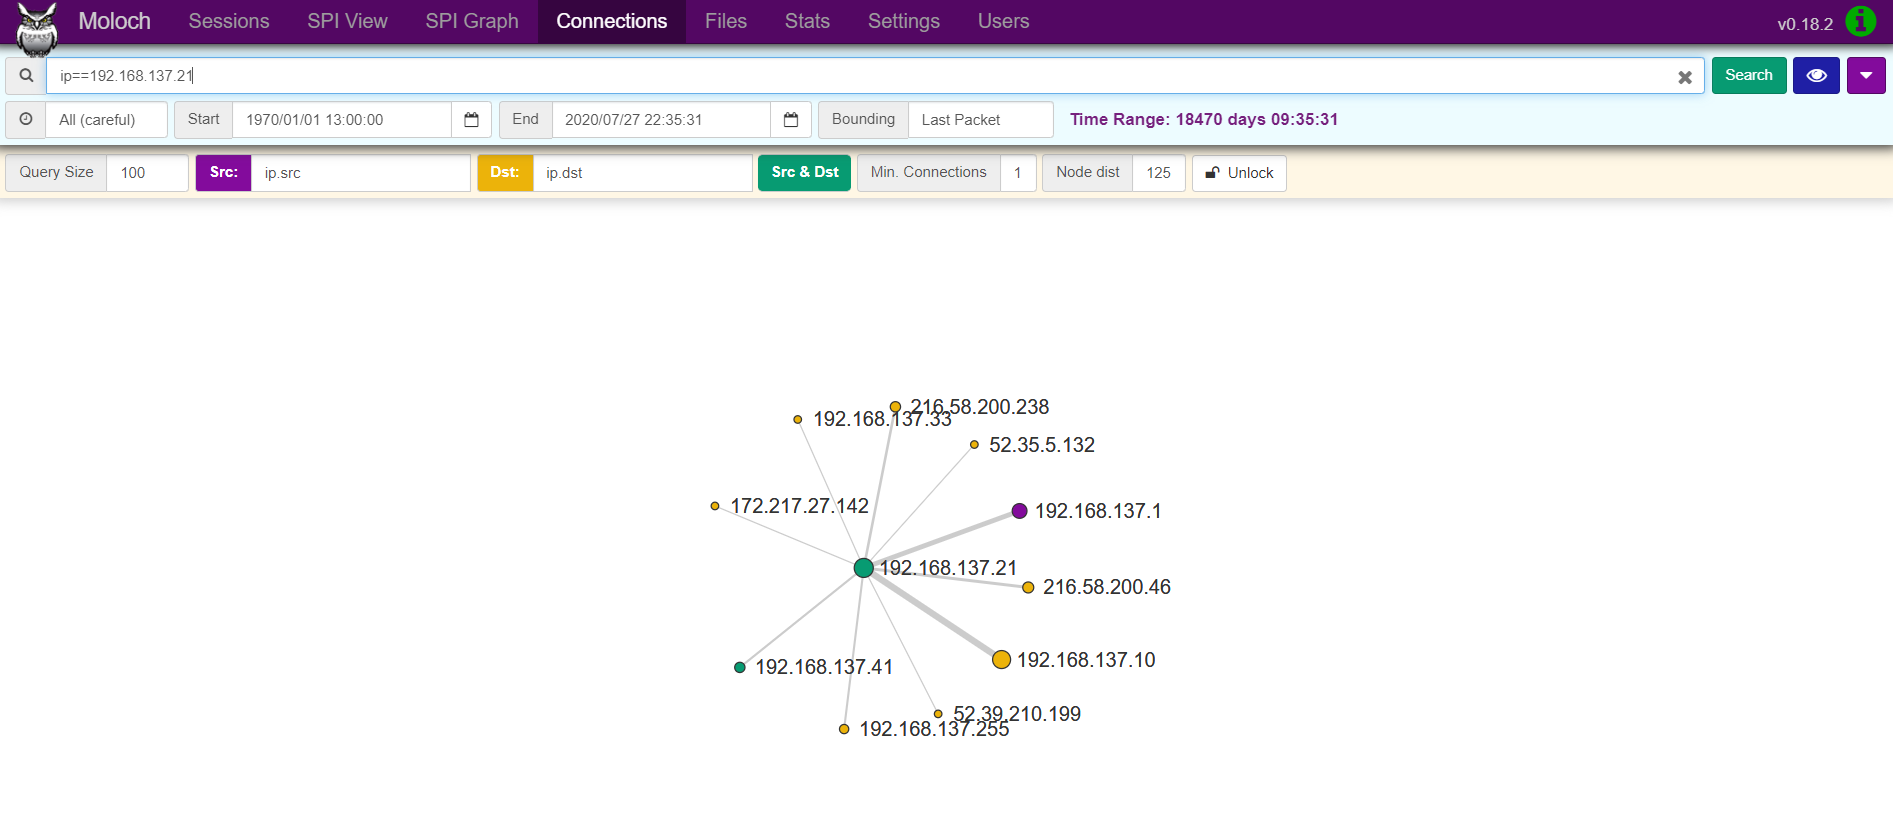 Moloch Sessions SPI View SPI Graph Connections Files Stats Settings Users v0.18.2
ip==192.168.137.21 Search
All (careful) Start 1970/01/01 13:00:00 End 2020/07/27 22:35:31 Bounding Last Packet Time Range: 18470 days 09:35:31
Query Size 100 Src: ip.src Dst: ip.dst Src & Dst Min. Connections 1 Node dist 125 Unlock
216.58.200.238
192.168.137.33
52.35.5.132
172.217.27.142
192.168.137.1
192.168.137.21
216.58.200.46
192.168.137.10
192.168.137.41
52.39.210.199
192.168.137.255